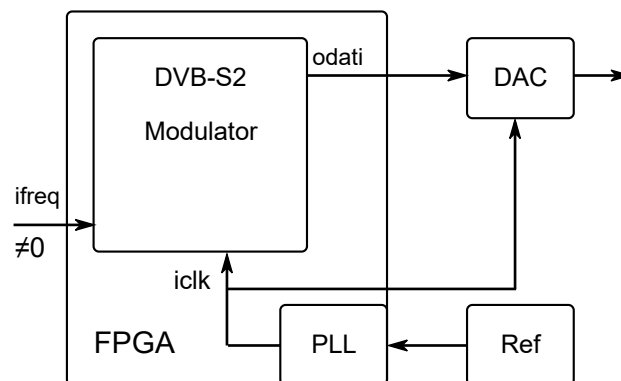 odati
DVB-S2
DAC
Modulator
ifreq
≠0
iclk
FPGA
PLL
Ref